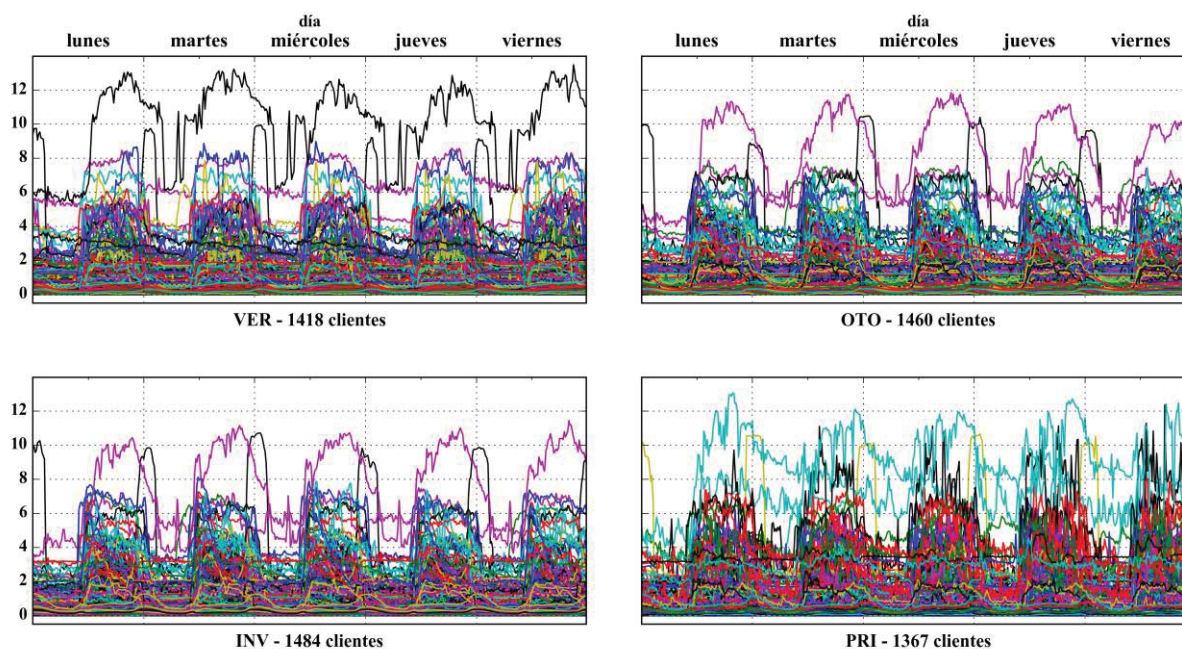 día
lunes martes miércoles jueves viernes
12
10
8
6
4
2
0
VER - 1418 clientes
día
lunes martes miércoles jueves viernes
OTO - 1460 clientes
12
10
8
6
4
2
0
INV - 1484 clientes
PRI - 1367 clientes